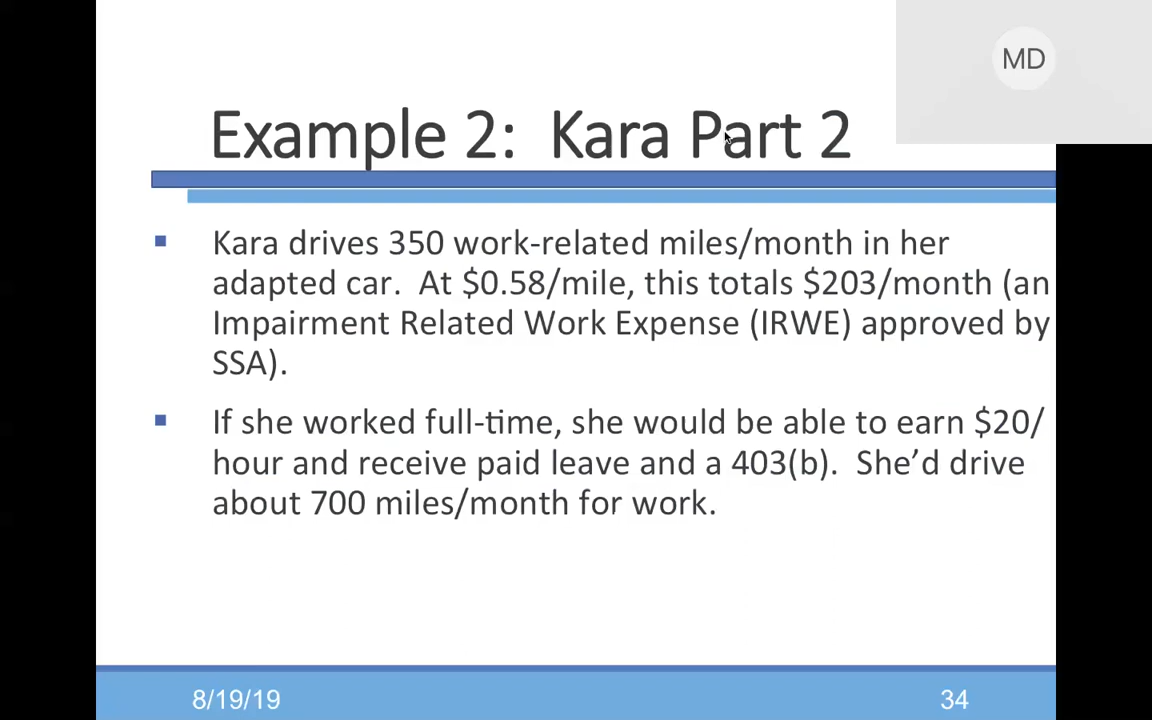 MD
Example 2: Kara Part 2
▪ Kara drives 350 work-related miles/month in her
adapted car. At $0.58/mile, this totals $203/month (an
Impairment Related Work Expense (IRWE) approved by
SSA).
▪ If she worked full-time, she would be able to earn $20/
hour and receive paid leave and a 403(b). She’d drive
about 700 miles/month for work.
8/19/19
34